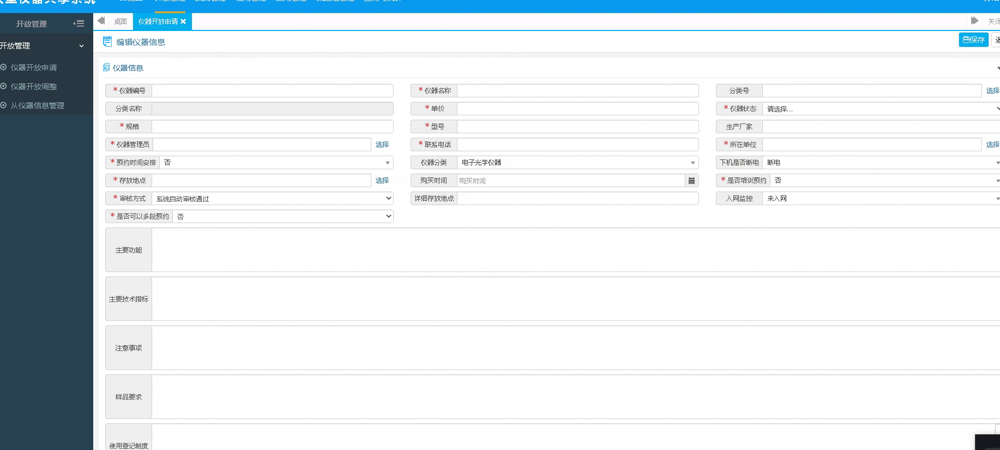 开放管理
桌面
仪器开放申请
关闭
开放管理
编辑仪器信息
保存
仪器开放申请
仪器信息
仪器开放调整
从仪器信息管理
* 仪器编号
* 仪器名称
分类号
选择
分类名称
* 单价
* 仪器状态 请选择...
* 规格
* 型号
生产厂家
* 仪器管理员
选择
* 联系电话
* 所在单位
选择
* 预约时间安排 否
仪器分类 电子光学仪器
下机是否断电 断电
* 存放地点
选择
购买时间 购买时间
* 是否培训预约 否
* 审核方式 系统自动审核通过
详细存放地点
入网监控 未入网
* 是否可以多段预约 否
主要功能
主要技术指标
注意事项
样品要求
使用登记制度